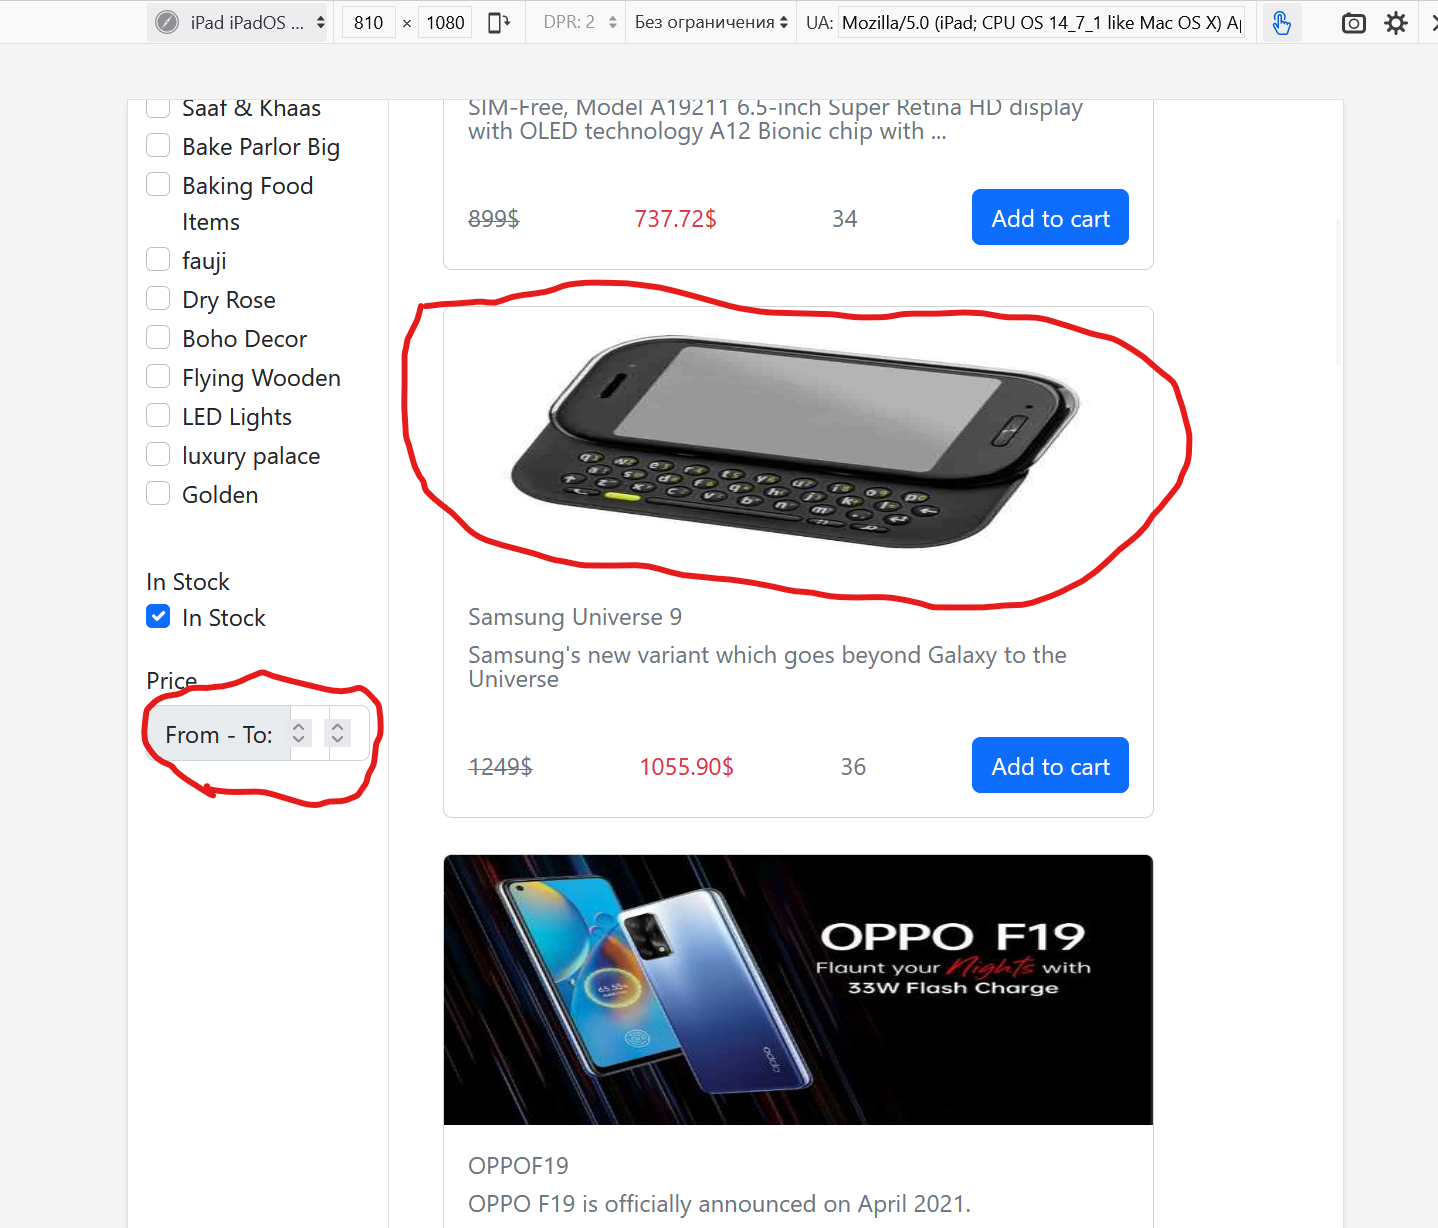 iPad iPadOS ...
810 × 1080
DPR: 2
Без ограничения
UA: Mozilla/5.0 (iPad; CPU OS 14_7_1 like Mac OS X) Ap
Saaf & Khaas
Bake Parlor Big
Baking Food
Items
fauji
Dry Rose
Boho Decor
Flying Wooden
LED Lights
luxury palace
Golden
In Stock
In Stock
Price
From - To:
SIM-Free, Model A19211 6.5-inch Super Retina HD display
with OLED technology A12 Bionic chip with ...
899$ 737.72$ 34 Add to cart
Samsung Universe 9
Samsung's new variant which goes beyond Galaxy to the
Universe
1249$ 1055.90$ 36 Add to cart
OPPO F19
Flaunt your Nights with
33W Flash Charge
oppo
OPPOF19
OPPO F19 is officially announced on April 2021.